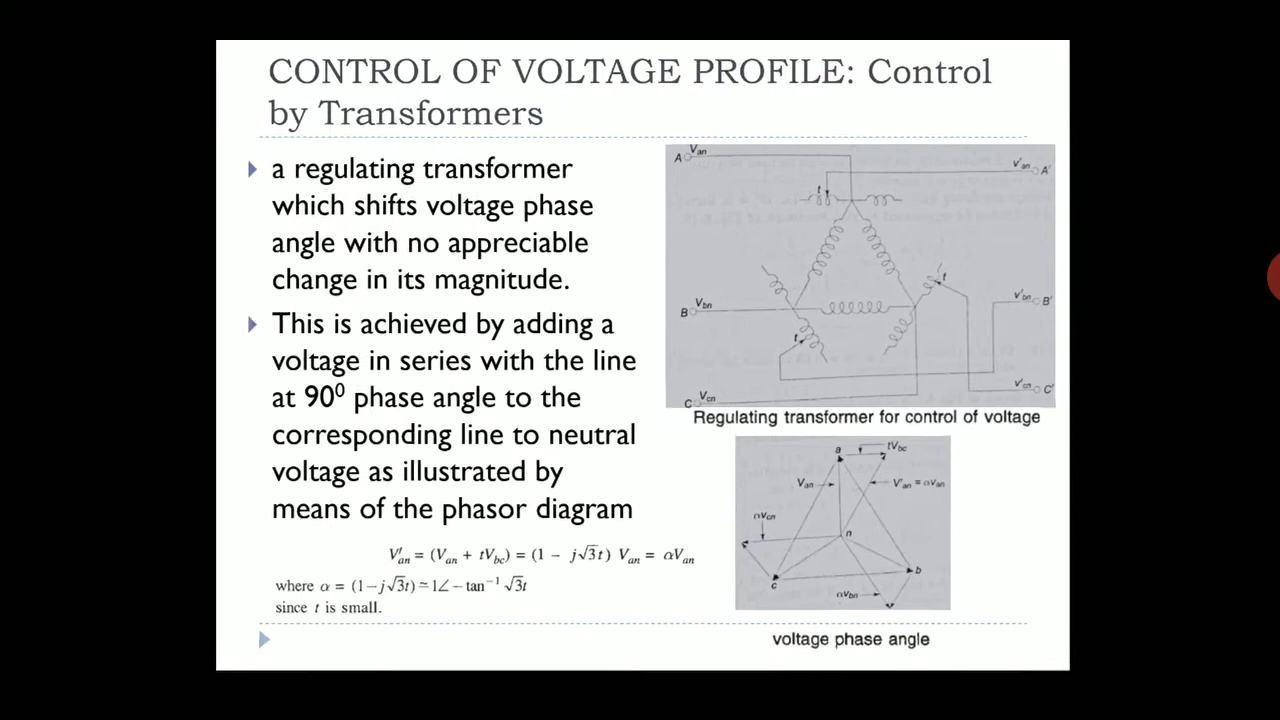 CONTROL OF VOLTAGE PROFILE: Control
by Transformers
a regulating transformer
which shifts voltage phase
angle with no appreciable
change in its magnitude.
This is achieved by adding a
voltage in series with the line
at 90⁰ phase angle to the
corresponding line to neutral
voltage as illustrated by
means of the phasor diagram
V'an = (Van + tVbc) = (1 − j√3t) Van = αVan
where α = (1−j√3t) ≃ 1∠−tan⁻¹ √3t
since t is small.
A Van
V'an A'
t
t
B Vbn
V'bn B'
t
C Vcn
V'cn C'
Regulating transformer for control of voltage
a tVbc
Van V'an = αVan
αVcn
n
c b
αVbn
voltage phase angle